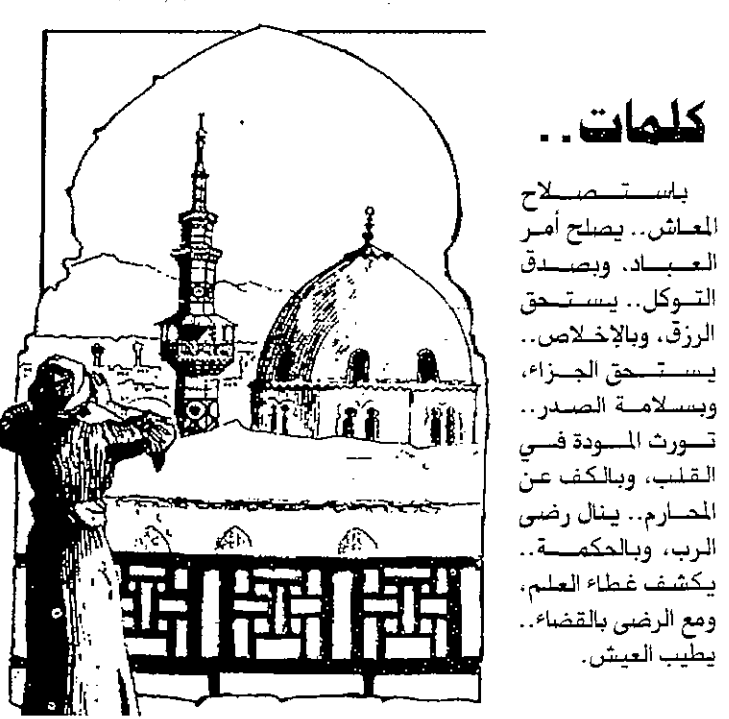 كلمات..
باستصلاح
المعاش.. يصلح أمر
العباد. وبصدق
التوكل.. يستحق
الرزق، وبالإخلاص..
يستحق الجزاء،
وبسلامة الصدر..
تورث المودة في
القلب، وبالكف عن
المحارم.. ينال رضى
الرب، وبالحكمة..
يكشف غطاء العلم،
ومع الرضى بالقضاء..
يطيب العيش.